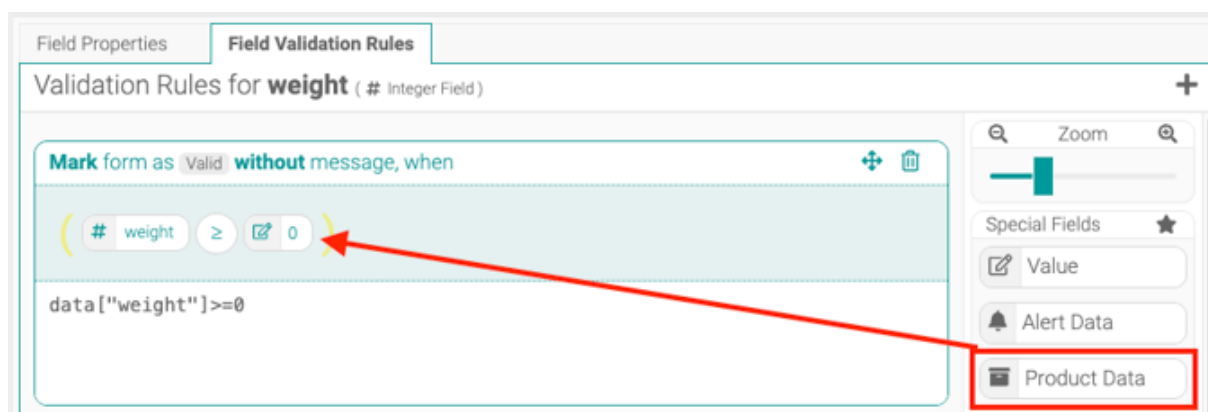 Field Properties
Field Validation Rules
Validation Rules for weight ( # Integer Field )
Mark form as Valid without message, when
( # weight ≥ 0 )
data["weight"]>=0
Zoom
Special Fields
Value
Alert Data
Product Data